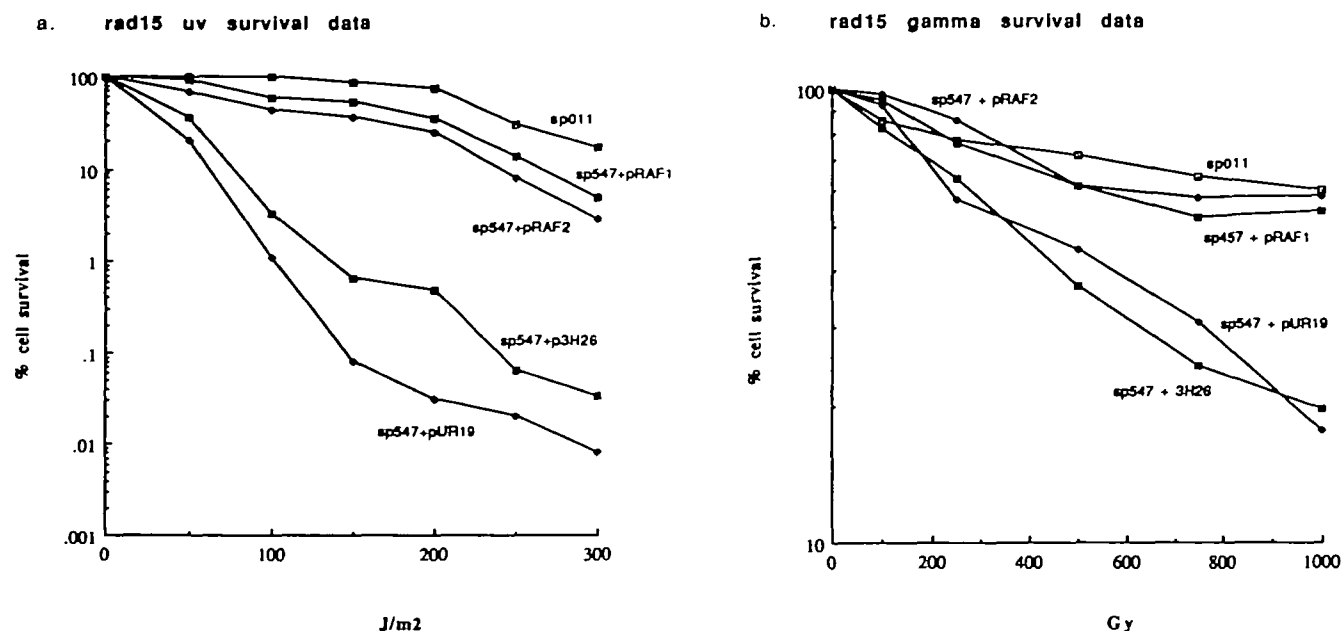 a. rad15 uv survival data
100
10
1
.1
.01
.001
0
100
200
300
% cell survival
J/m2
sp011
sp547+pRAF1
sp547+pRAF2
sp547+p3H26
sp547+pUR19
b. rad15 gamma survival data
100
10
0
200
400
600
800
1000
% cell survival
Gy
sp547 + pRAF2
sp011
sp457 + pRAF1
sp547 + pUR19
sp547 + 3H26